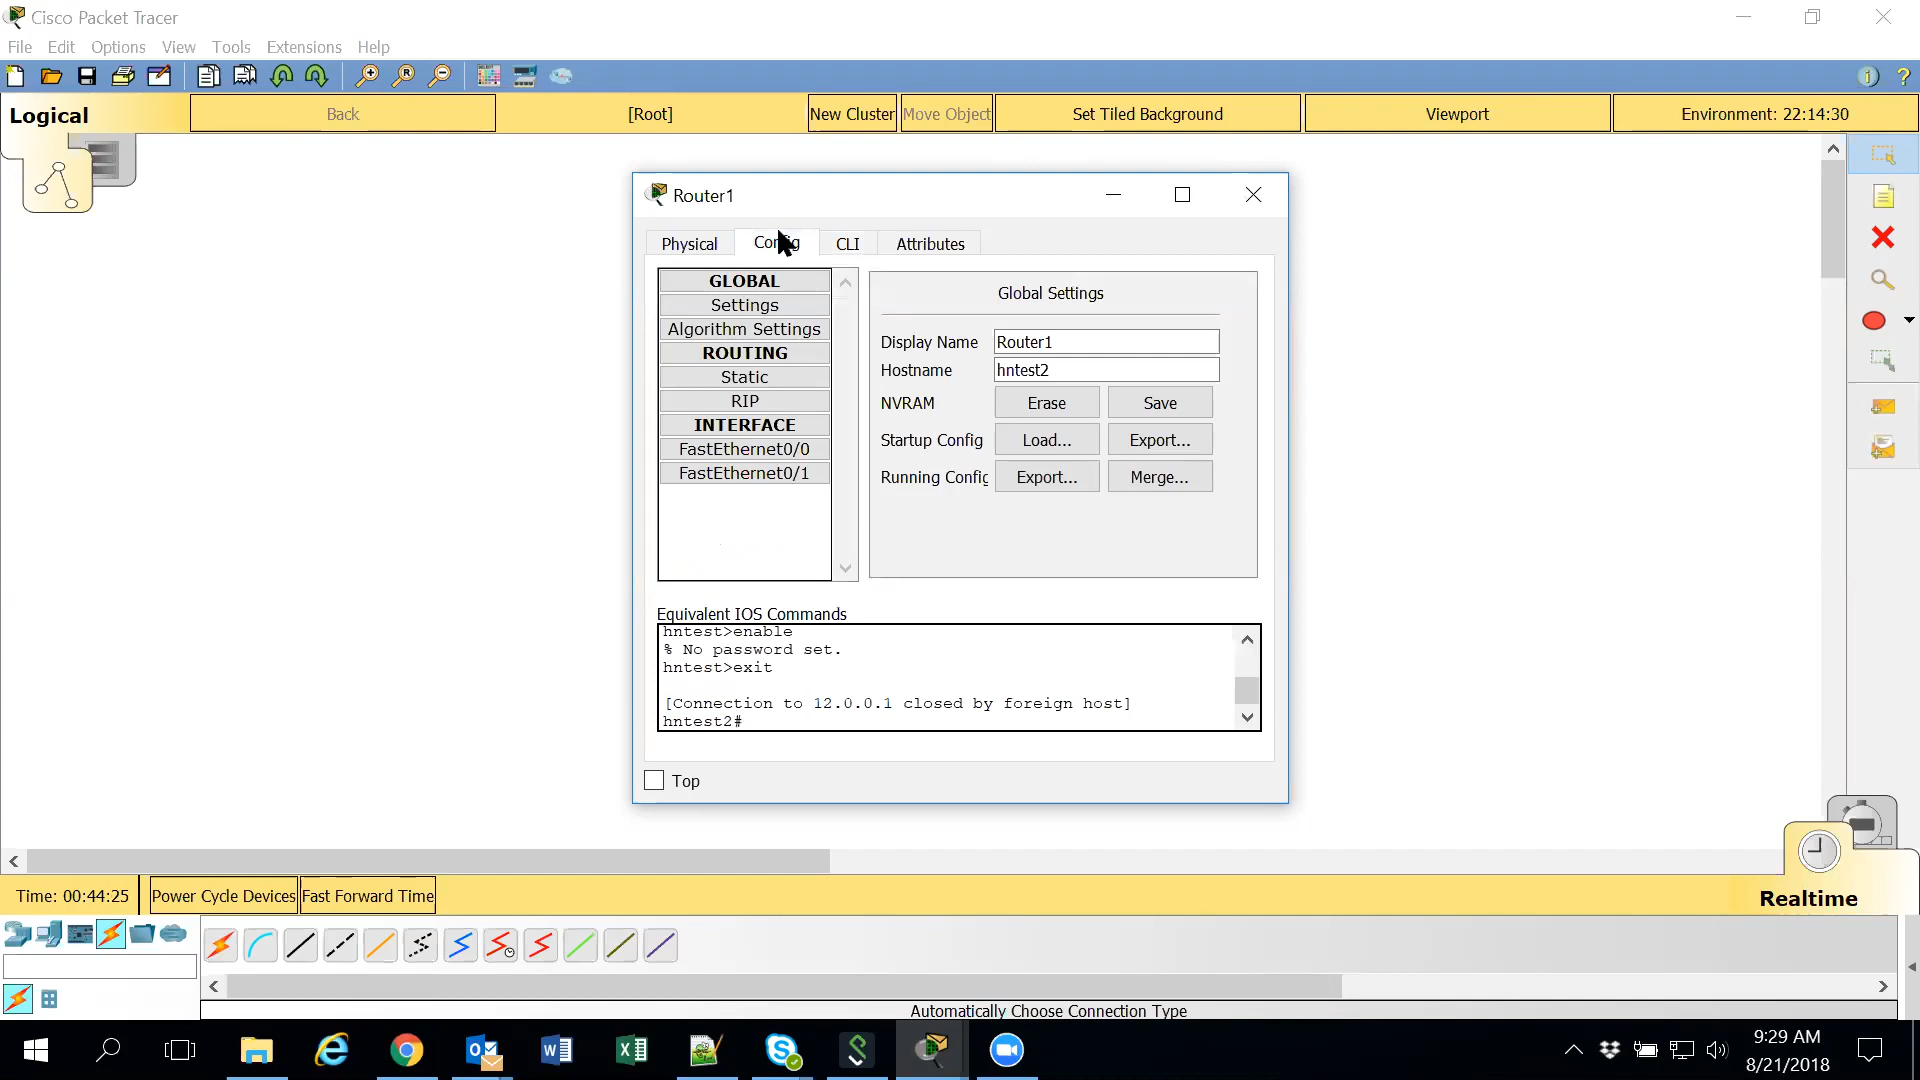 Cisco Packet Tracer
File Edit Options View Tools Extensions Help
Logical Back [Root] New Cluster Move Object Set Tiled Background Viewport Environment: 22:14:30
Router1
Physical Config CLI Attributes
GLOBAL
Settings
Algorithm Settings
ROUTING
Static
RIP
INTERFACE
FastEthernet0/0
FastEthernet0/1
Global Settings
Display Name Router1
Hostname hntest2
NVRAM Erase Save
Startup Config Load... Export...
Running Config Export... Merge...
Equivalent IOS Commands
hntest>enable
% No password set.
hntest>exit
[Connection to 12.0.0.1 closed by foreign host]
hntest2#
Top
Time: 00:44:25 Power Cycle Devices Fast Forward Time Realtime
Automatically Choose Connection Type
9:29 AM
8/21/2018